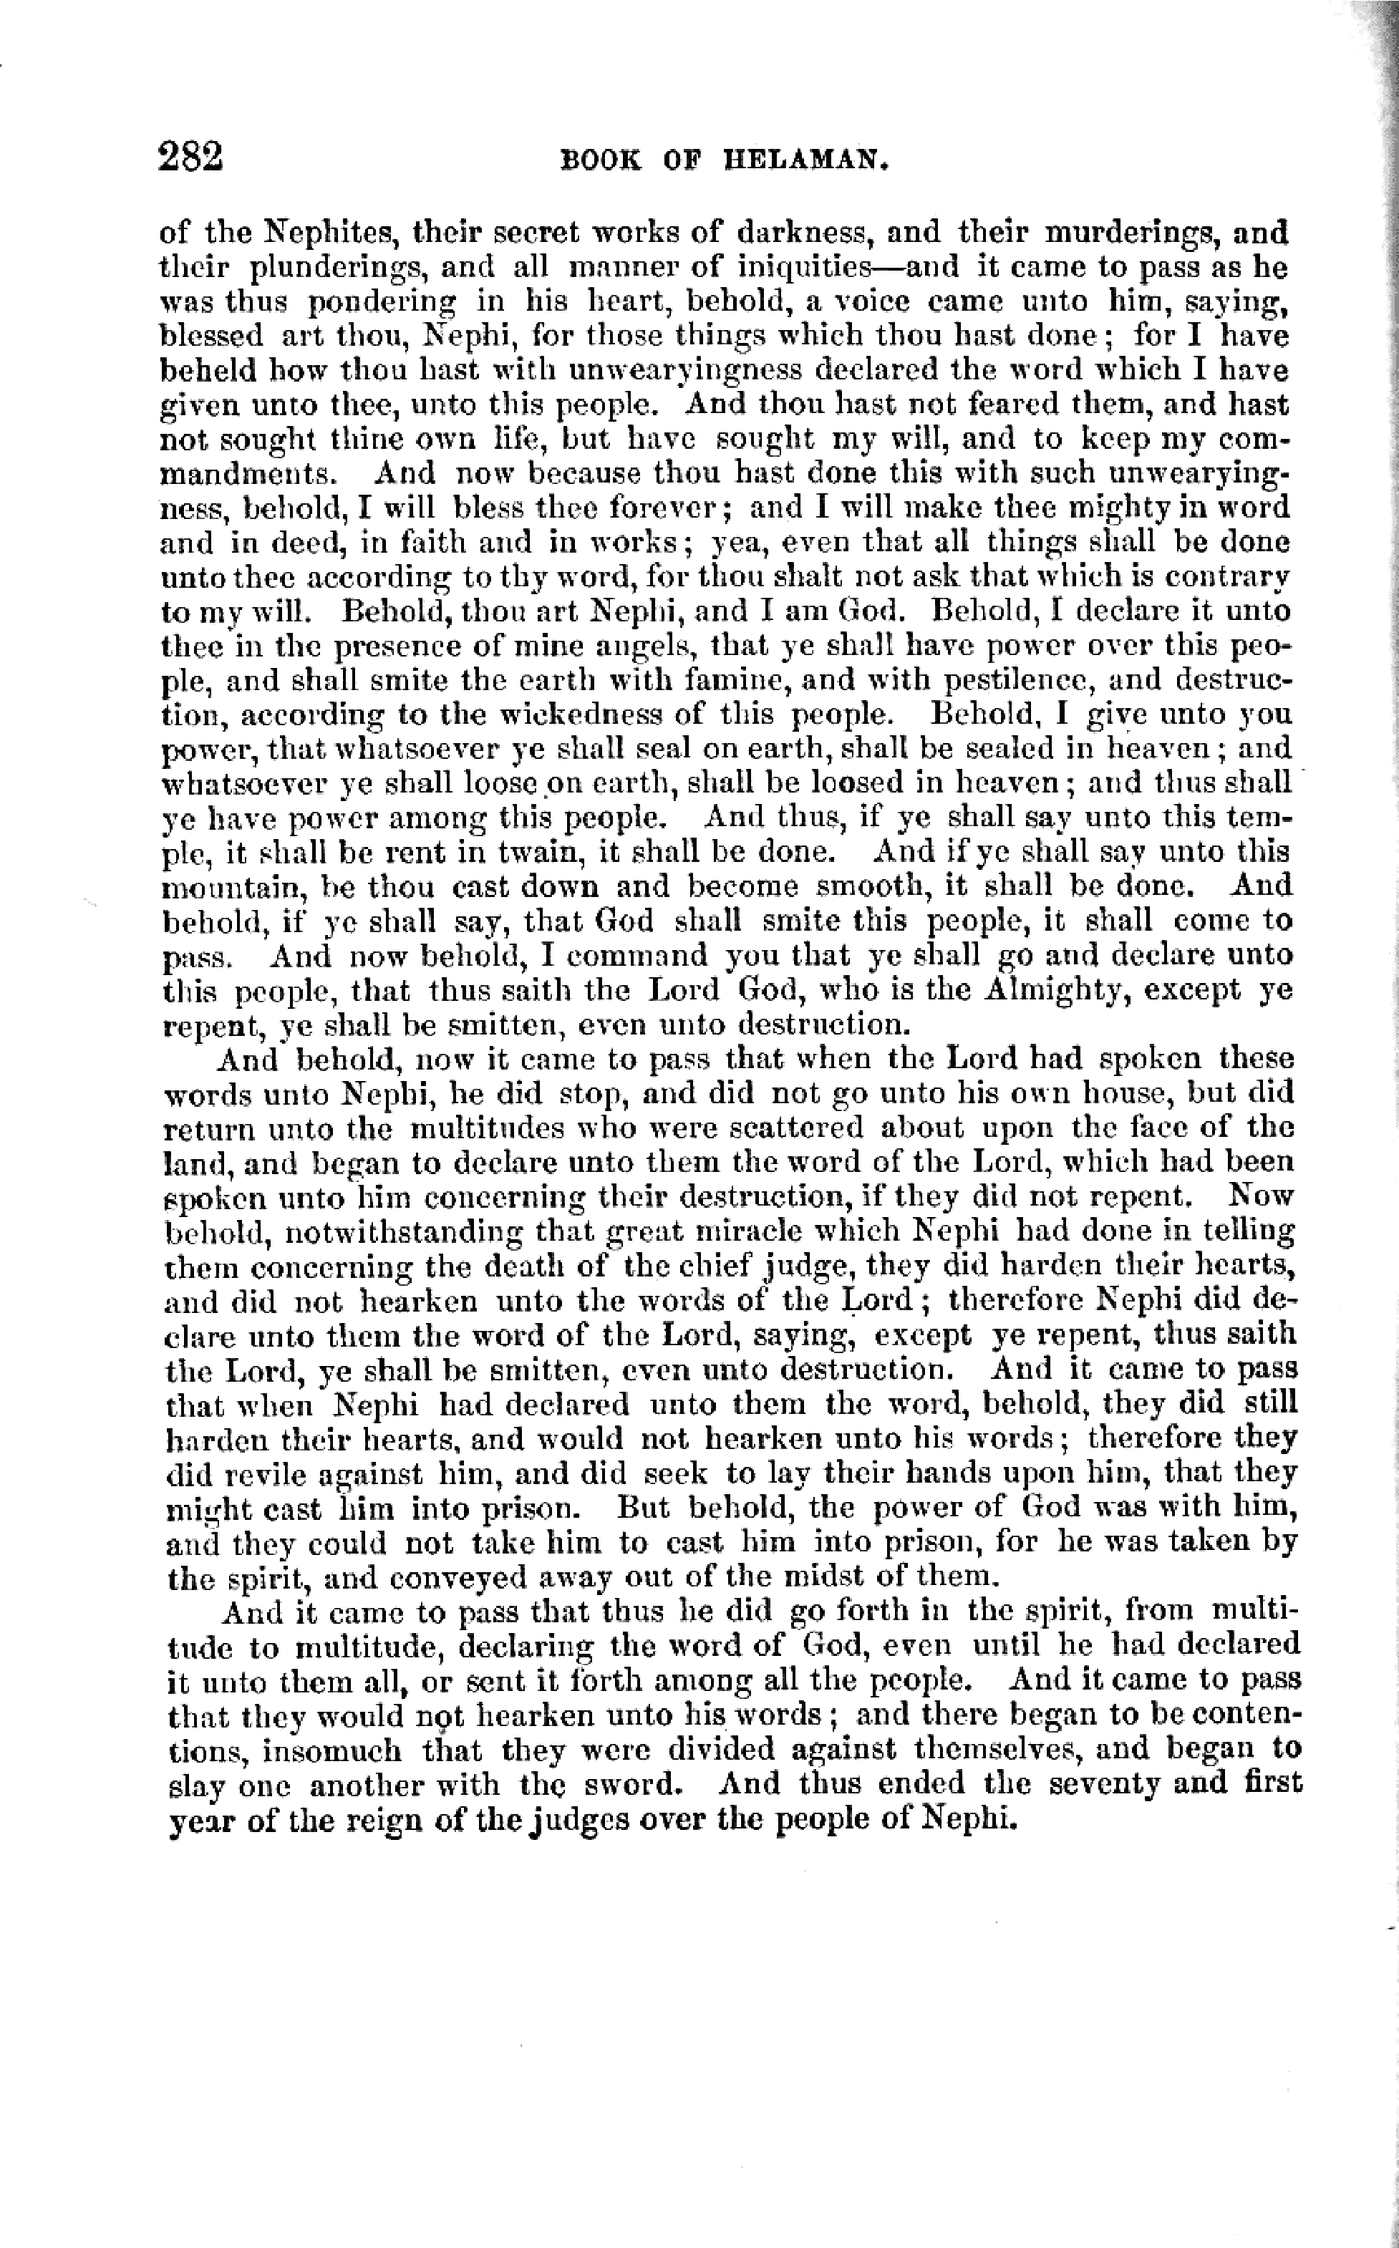 282 BOOK OF HELAMAN.
of the Nephites, their secret works of darkness, and their murderings, and
their plunderings, and all manner of iniquities—and it came to pass as he
was thus pondering in his heart, behold, a voice came unto him, saying,
blessed art thou, Nephi, for those things which thou hast done; for I have
beheld how thou hast with unwearyingness declared the word which I have
given unto thee, unto this people. And thou hast not feared them, and hast
not sought thine own life, but have sought my will, and to keep my com-
mandments. And now because thou hast done this with such unwearying-
ness, behold, I will bless thee forever; and I will make thee mighty in word
and in deed, in faith and in works; yea, even that all things shall be done
unto thee according to thy word, for thou shalt not ask that which is contrary
to my will. Behold, thou art Nephi, and I am God. Behold, I declare it unto
thee in the presence of mine angels, that ye shall have power over this peo-
ple, and shall smite the earth with famine, and with pestilence, and destruc-
tion, according to the wickedness of this people. Behold, I give unto you
power, that whatsoever ye shall seal on earth, shall be sealed in heaven; and
whatsoever ye shall loose on earth, shall be loosed in heaven; and thus shall
ye have power among this people. And thus, if ye shall say unto this tem-
ple, it shall be rent in twain, it shall be done. And if ye shall say unto this
mountain, be thou cast down and become smooth, it shall be done. And
behold, if ye shall say, that God shall smite this people, it shall come to
pass. And now behold, I command you that ye shall go and declare unto
this people, that thus saith the Lord God, who is the Almighty, except ye
repent, ye shall be smitten, even unto destruction.
And behold, now it came to pass that when the Lord had spoken these
words unto Nephi, he did stop, and did not go unto his own house, but did
return unto the multitudes who were scattered about upon the face of the
land, and began to declare unto them the word of the Lord, which had been
spoken unto him concerning their destruction, if they did not repent. Now
behold, notwithstanding that great miracle which Nephi had done in telling
them concerning the death of the chief judge, they did harden their hearts,
and did not hearken unto the words of the Lord; therefore Nephi did de-
clare unto them the word of the Lord, saying, except ye repent, thus saith
the Lord, ye shall be smitten, even unto destruction. And it came to pass
that when Nephi had declared unto them the word, behold, they did still
harden their hearts, and would not hearken unto his words; therefore they
did revile against him, and did seek to lay their hands upon him, that they
might cast him into prison. But behold, the power of God was with him,
and they could not take him to cast him into prison, for he was taken by
the spirit, and conveyed away out of the midst of them.
And it came to pass that thus he did go forth in the spirit, from multi-
tude to multitude, declaring the word of God, even until he had declared
it unto them all, or sent it forth among all the people. And it came to pass
that they would not hearken unto his words; and there began to be conten-
tions, insomuch that they were divided against themselves, and began to
slay one another with the sword. And thus ended the seventy and first
year of the reign of the judges over the people of Nephi.